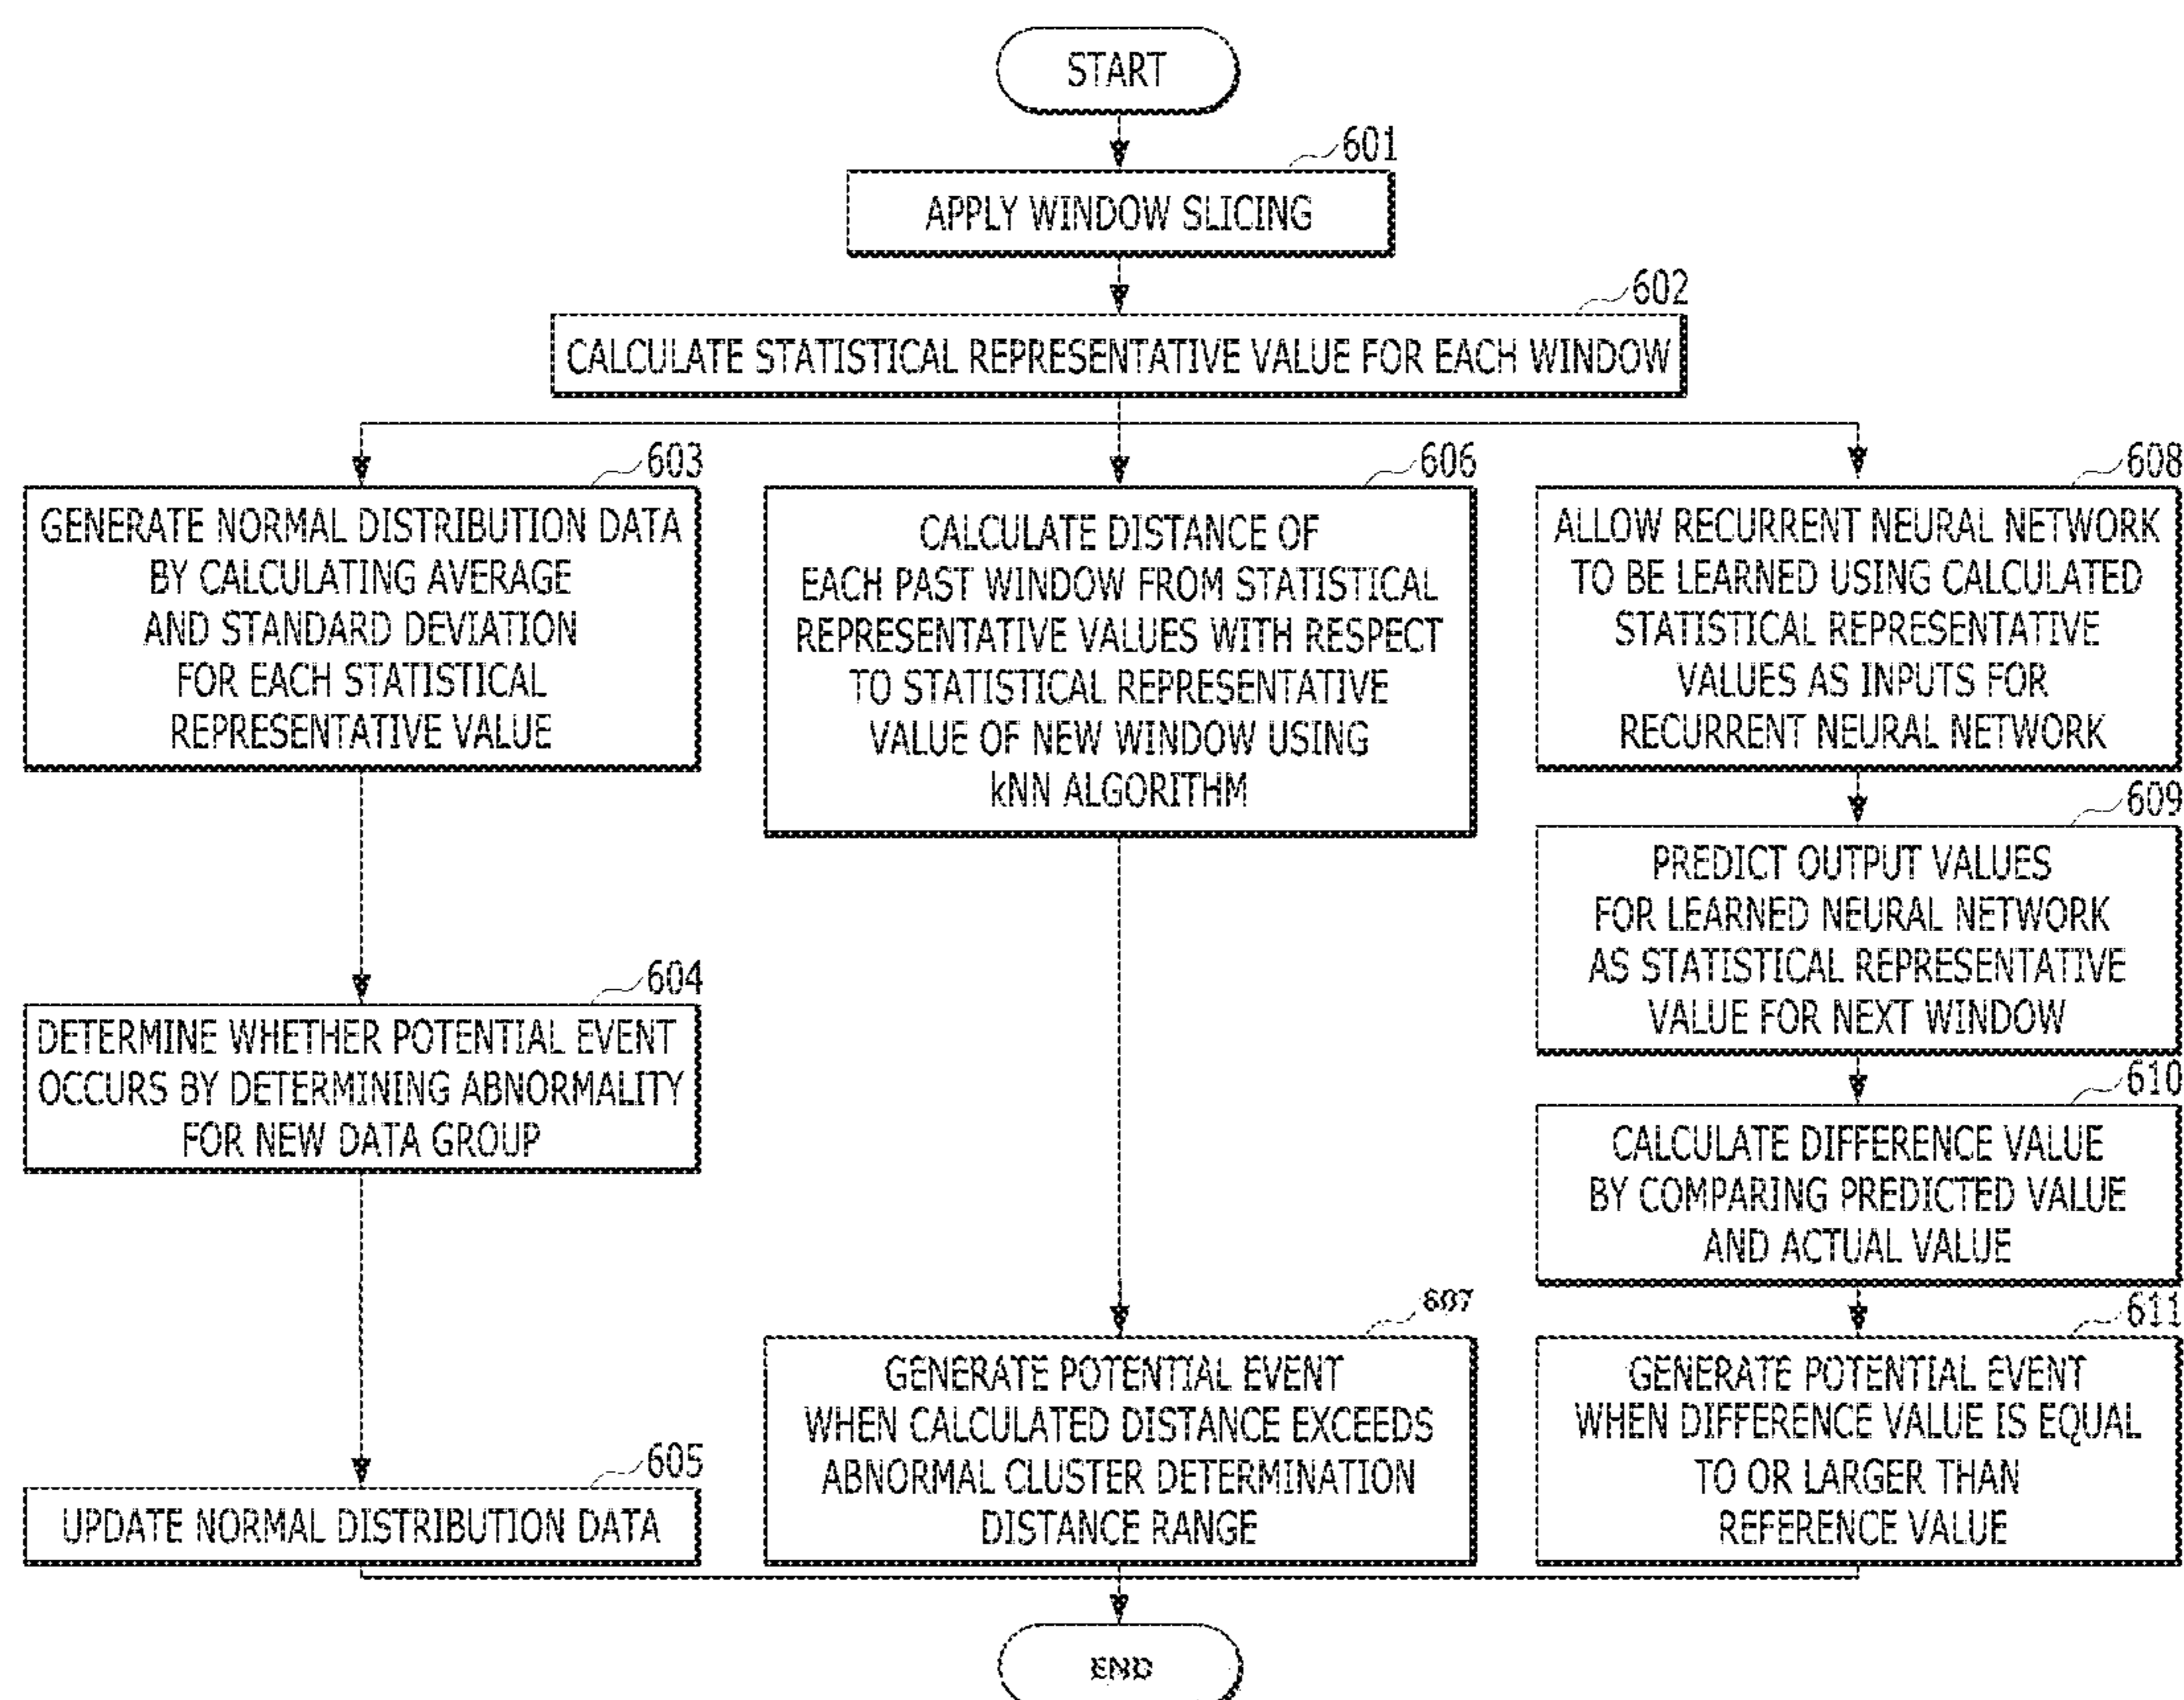 START
601
APPLY WINDOW SLICING
602
CALCULATE STATISTICAL REPRESENTATIVE VALUE FOR EACH WINDOW
603
GENERATE NORMAL DISTRIBUTION DATA
BY CALCULATING AVERAGE
AND STANDARD DEVIATION
FOR EACH STATISTICAL
REPRESENTATIVE VALUE
604
DETERMINE WHETHER POTENTIAL EVENT
OCCURS BY DETERMINING ABNORMALITY
FOR NEW DATA GROUP
605
UPDATE NORMAL DISTRIBUTION DATA
606
CALCULATE DISTANCE OF
EACH PAST WINDOW FROM STATISTICAL
REPRESENTATIVE VALUES WITH RESPECT
TO STATISTICAL REPRESENTATIVE
VALUE OF NEW WINDOW USING
kNN ALGORITHM
607
GENERATE POTENTIAL EVENT
WHEN CALCULATED DISTANCE EXCEEDS
ABNORMAL CLUSTER DETERMINATION
DISTANCE RANGE
608
ALLOW RECURRENT NEURAL NETWORK
TO BE LEARNED USING CALCULATED
STATISTICAL REPRESENTATIVE
VALUES AS INPUTS FOR
RECURRENT NEURAL NETWORK
609
PREDICT OUTPUT VALUES
FOR LEARNED NEURAL NETWORK
AS STATISTICAL REPRESENTATIVE
VALUE FOR NEXT WINDOW
610
CALCULATE DIFFERENCE VALUE
BY COMPARING PREDICTED VALUE
AND ACTUAL VALUE
611
GENERATE POTENTIAL EVENT
WHEN DIFFERENCE VALUE IS EQUAL
TO OR LARGER THAN
REFERENCE VALUE
END